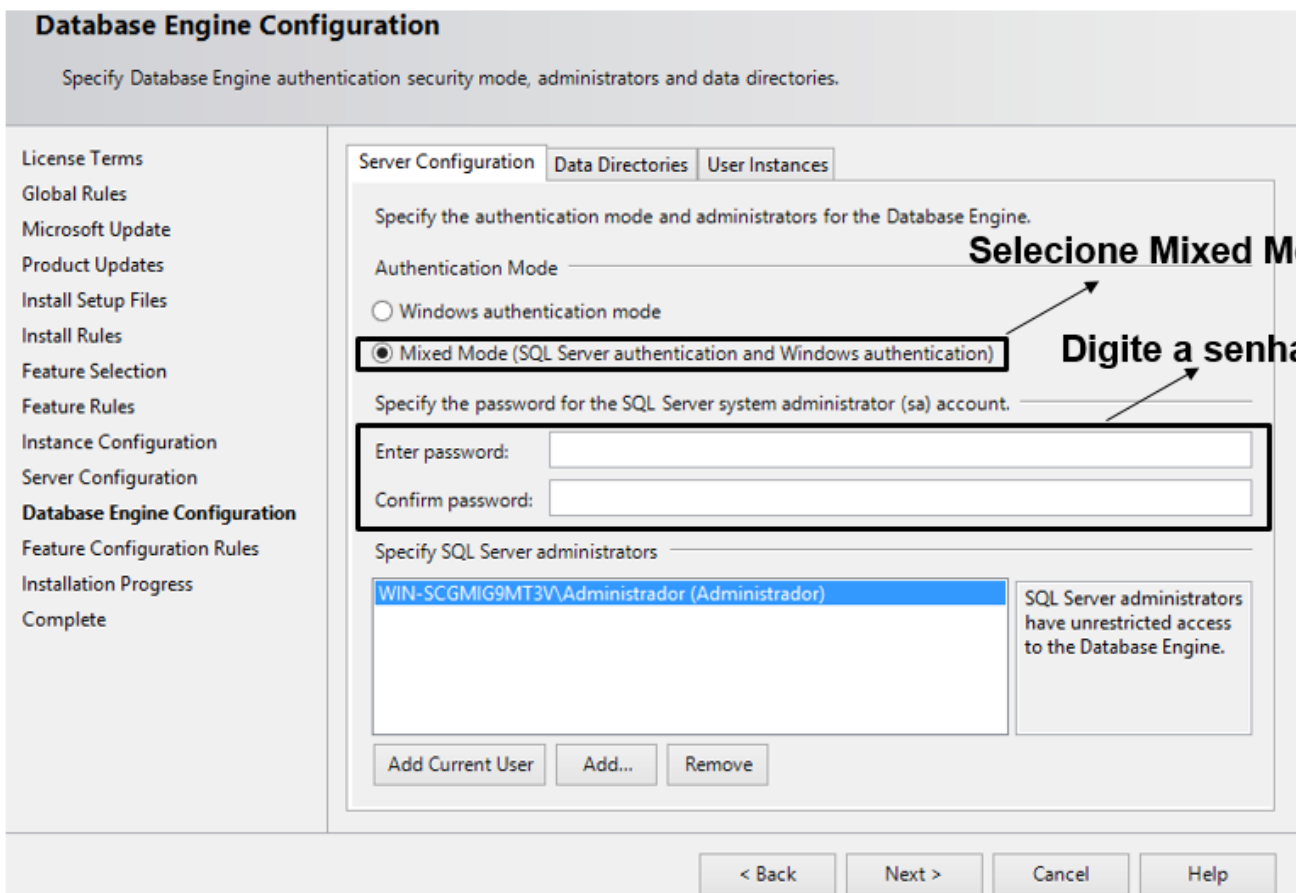 Database Engine Configuration
Specify Database Engine authentication security mode, administrators and data directories.
License Terms
Global Rules
Microsoft Update
Product Updates
Install Setup Files
Install Rules
Feature Selection
Feature Rules
Instance Configuration
Server Configuration
Database Engine Configuration
Feature Configuration Rules
Installation Progress
Complete
Server Configuration Data Directories User Instances
Specify the authentication mode and administrators for the Database Engine.
Selecione Mixed M
Authentication Mode
Windows authentication mode
Mixed Mode (SQL Server authentication and Windows authentication)
Digite a senha
Specify the password for the SQL Server system administrator (sa) account.
Enter password:
Confirm password:
Specify SQL Server administrators
WIN-SCGMIG9MT3V\Administrador (Administrador)
SQL Server administrators
have unrestricted access
to the Database Engine.
Add Current User Add... Remove
< Back Next > Cancel Help